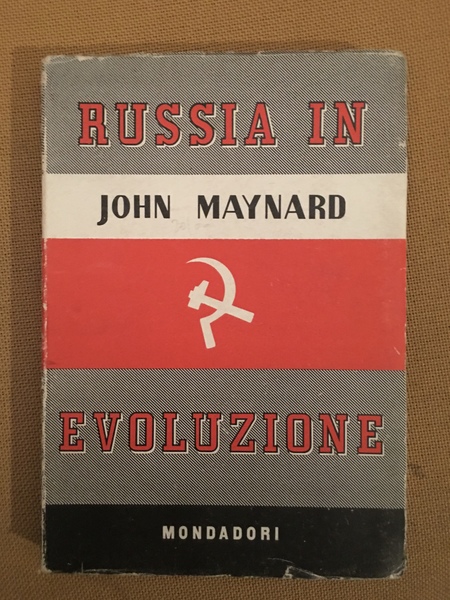 RUSSIA IN
JOHN MAYNARD
EVOLUZIONE
MONDADORI